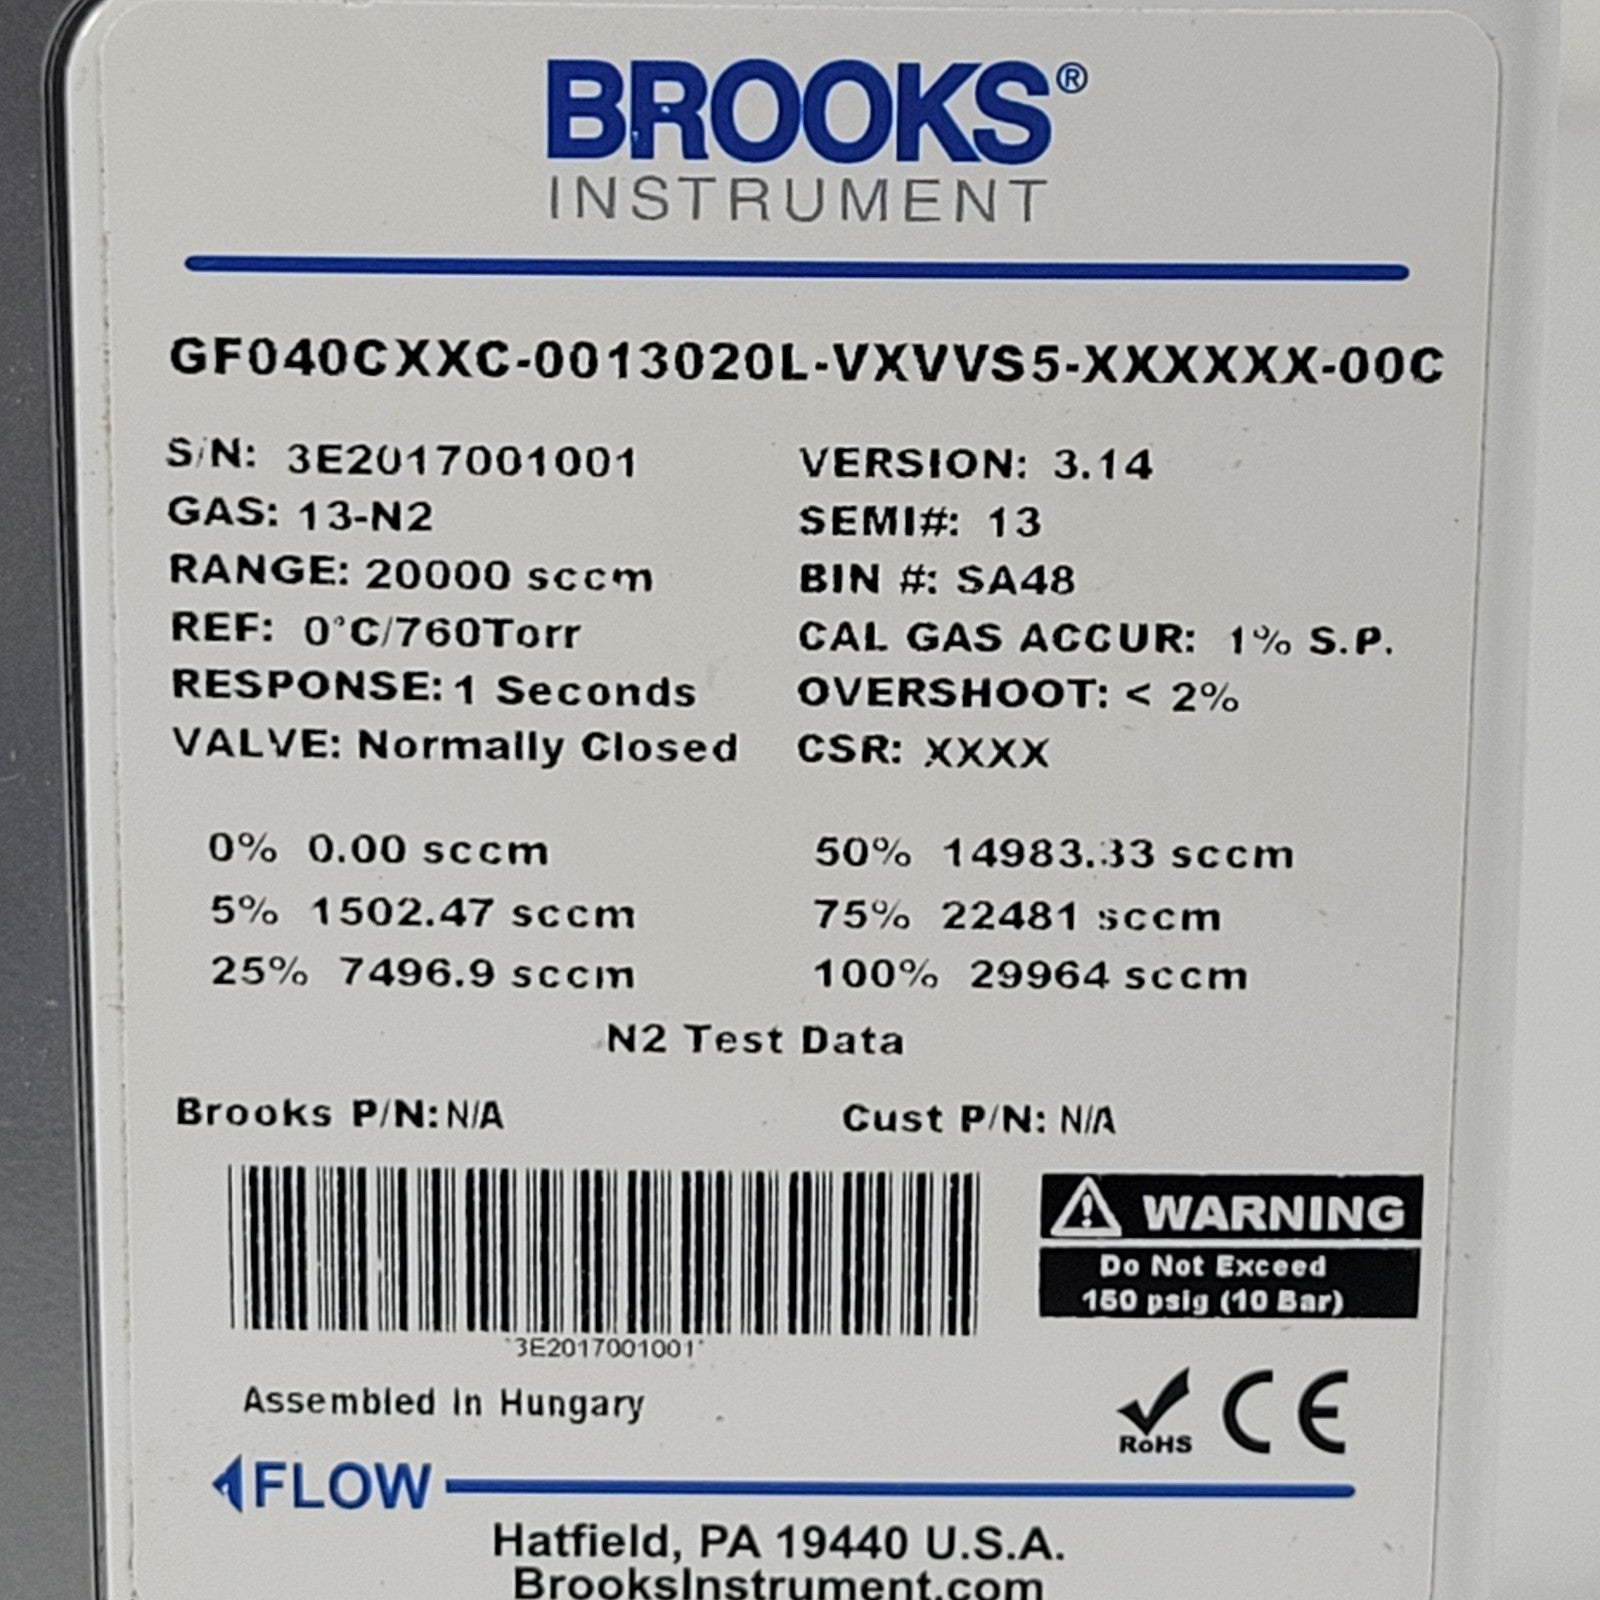 BROOKS®
INSTRUMENT
GF040CXXC-0013020L-VXVVS5-XXXXXX-00C
S/N: 3E2017001001 VERSION: 3.14
GAS: 13-N2 SEMI#: 13
RANGE: 20000 sccm BIN #: SA48
REF: 0°C/760Torr CAL GAS ACCUR: 1% S.P.
RESPONSE: 1 Seconds OVERSHOOT: < 2%
VALVE: Normally Closed CSR: XXXX
0% 0.00 sccm 50% 14983.33 sccm
5% 1502.47 sccm 75% 22481 sccm
25% 7496.9 sccm 100% 29964 sccm
N2 Test Data
Brooks P/N: N/A Cust P/N: N/A
*3E2017001001*
WARNING
Do Not Exceed
150 psig (10 Bar)
Assembled In Hungary
RoHS CE
FLOW
Hatfield, PA 19440 U.S.A.
BrooksInstrument.com